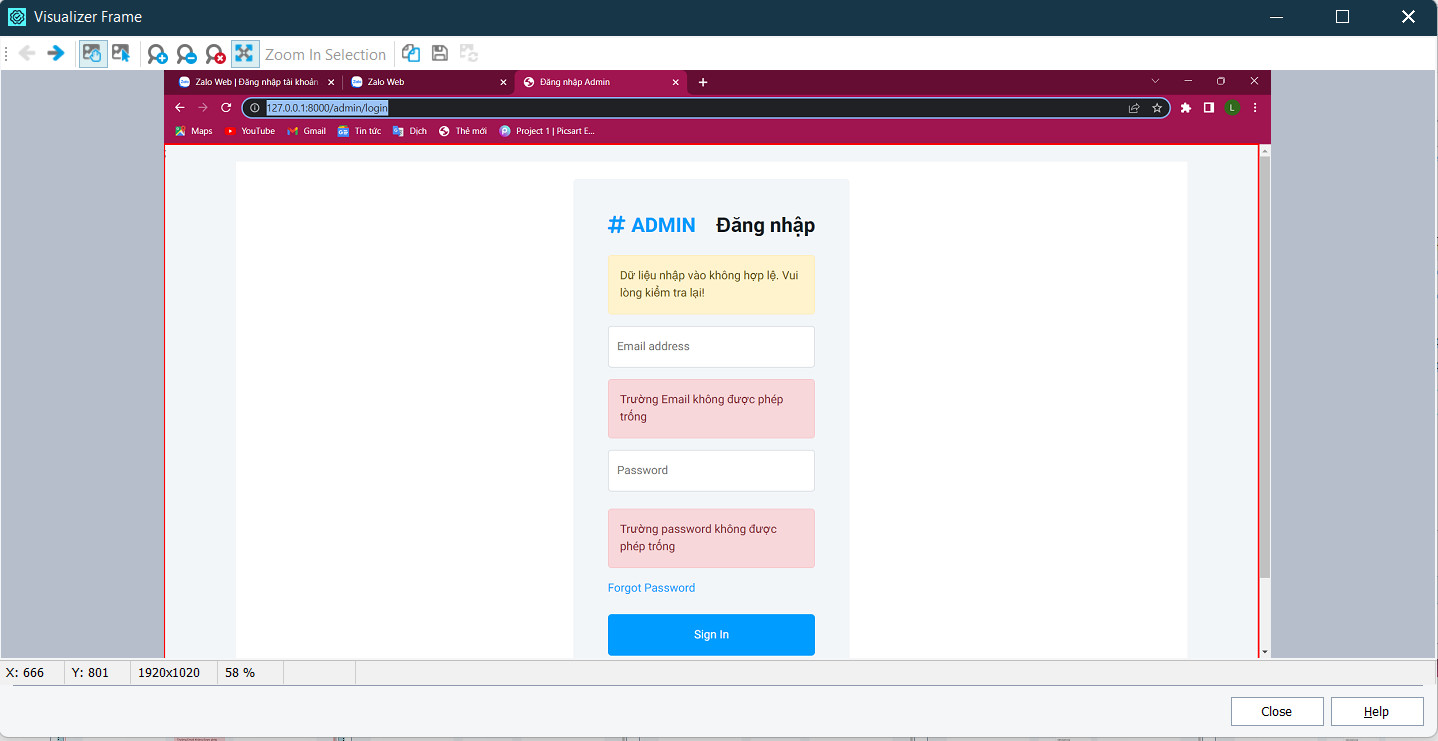 Visualizer Frame
Zoom In Selection
Zalo Web | Đăng nhập tài khoản
Zalo Web
Đăng nhập Admin
127.0.0.1:8000/admin/login
L
Maps
YouTube
Gmail
Tin tức
Dịch
Thẻ mới
Project 1 | Picsart E...
# ADMIN
Đăng nhập
Dữ liệu nhập vào không hợp lệ. Vui
lòng kiểm tra lại!
Email address
Trường Email không được phép
trống
Password
Trường password không được
phép trống
Forgot Password
Sign In
X: 666
Y: 801
1920x1020
58 %
Close
Help